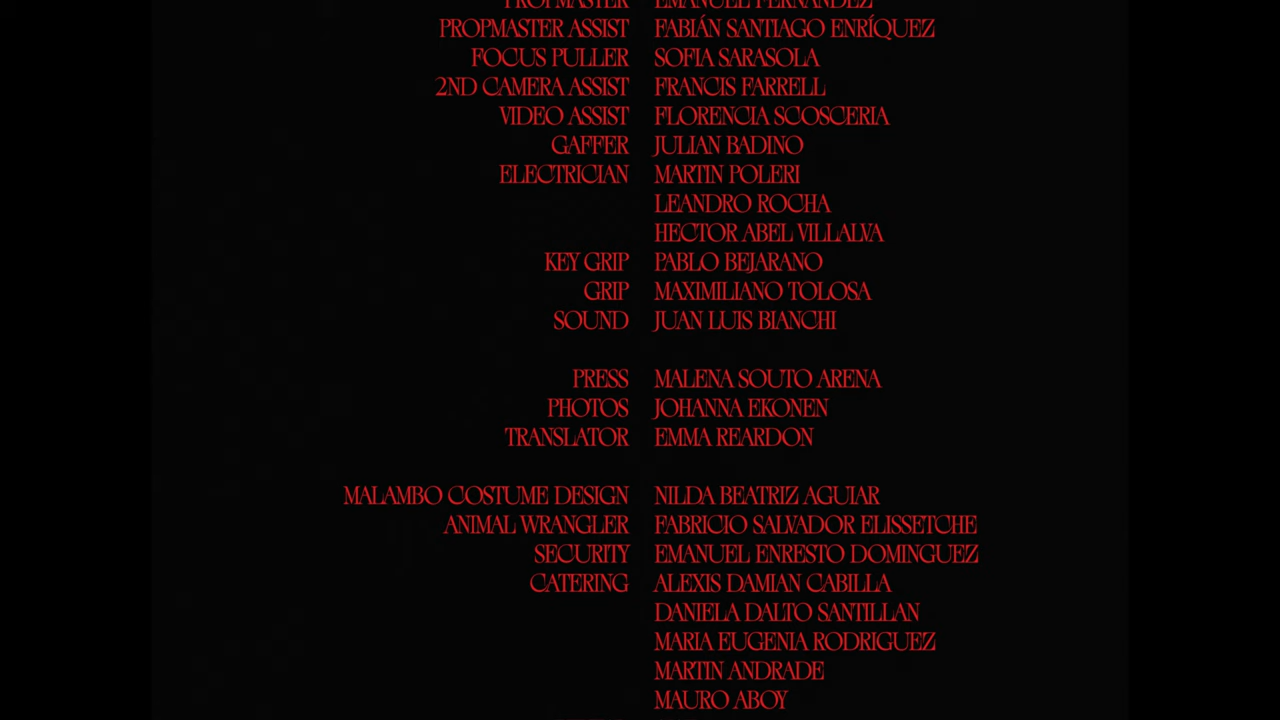 PROPMASTER EMANUEL FERNANDEZ
PROPMASTER ASSIST FABIÁN SANTIAGO ENRÍQUEZ
FOCUS PULLER SOFIA SARASOLA
2ND CAMERA ASSIST FRANCIS FARRELL
VIDEO ASSIST FLORENCIA SCOSCERIA
GAFFER JULIAN BADINO
ELECTRICIAN MARTIN POLERI
LEANDRO ROCHA
HECTOR ABEL VILLALVA
KEY GRIP PABLO BEJARANO
GRIP MAXIMILIANO TOLOSA
SOUND JUAN LUIS BIANCHI
PRESS MALENA SOUTO ARENA
PHOTOS JOHANNA EKONEN
TRANSLATOR EMMA REARDON
MALAMBO COSTUME DESIGN NILDA BEATRIZ AGUIAR
ANIMAL WRANGLER FABRICIO SALVADOR ELISSETCHE
SECURITY EMANUEL ENRESTO DOMINGUEZ
CATERING ALEXIS DAMIAN CABILLA
DANIELA DALTO SANTILLAN
MARIA EUGENIA RODRIGUEZ
MARTIN ANDRADE
MAURO ABOY